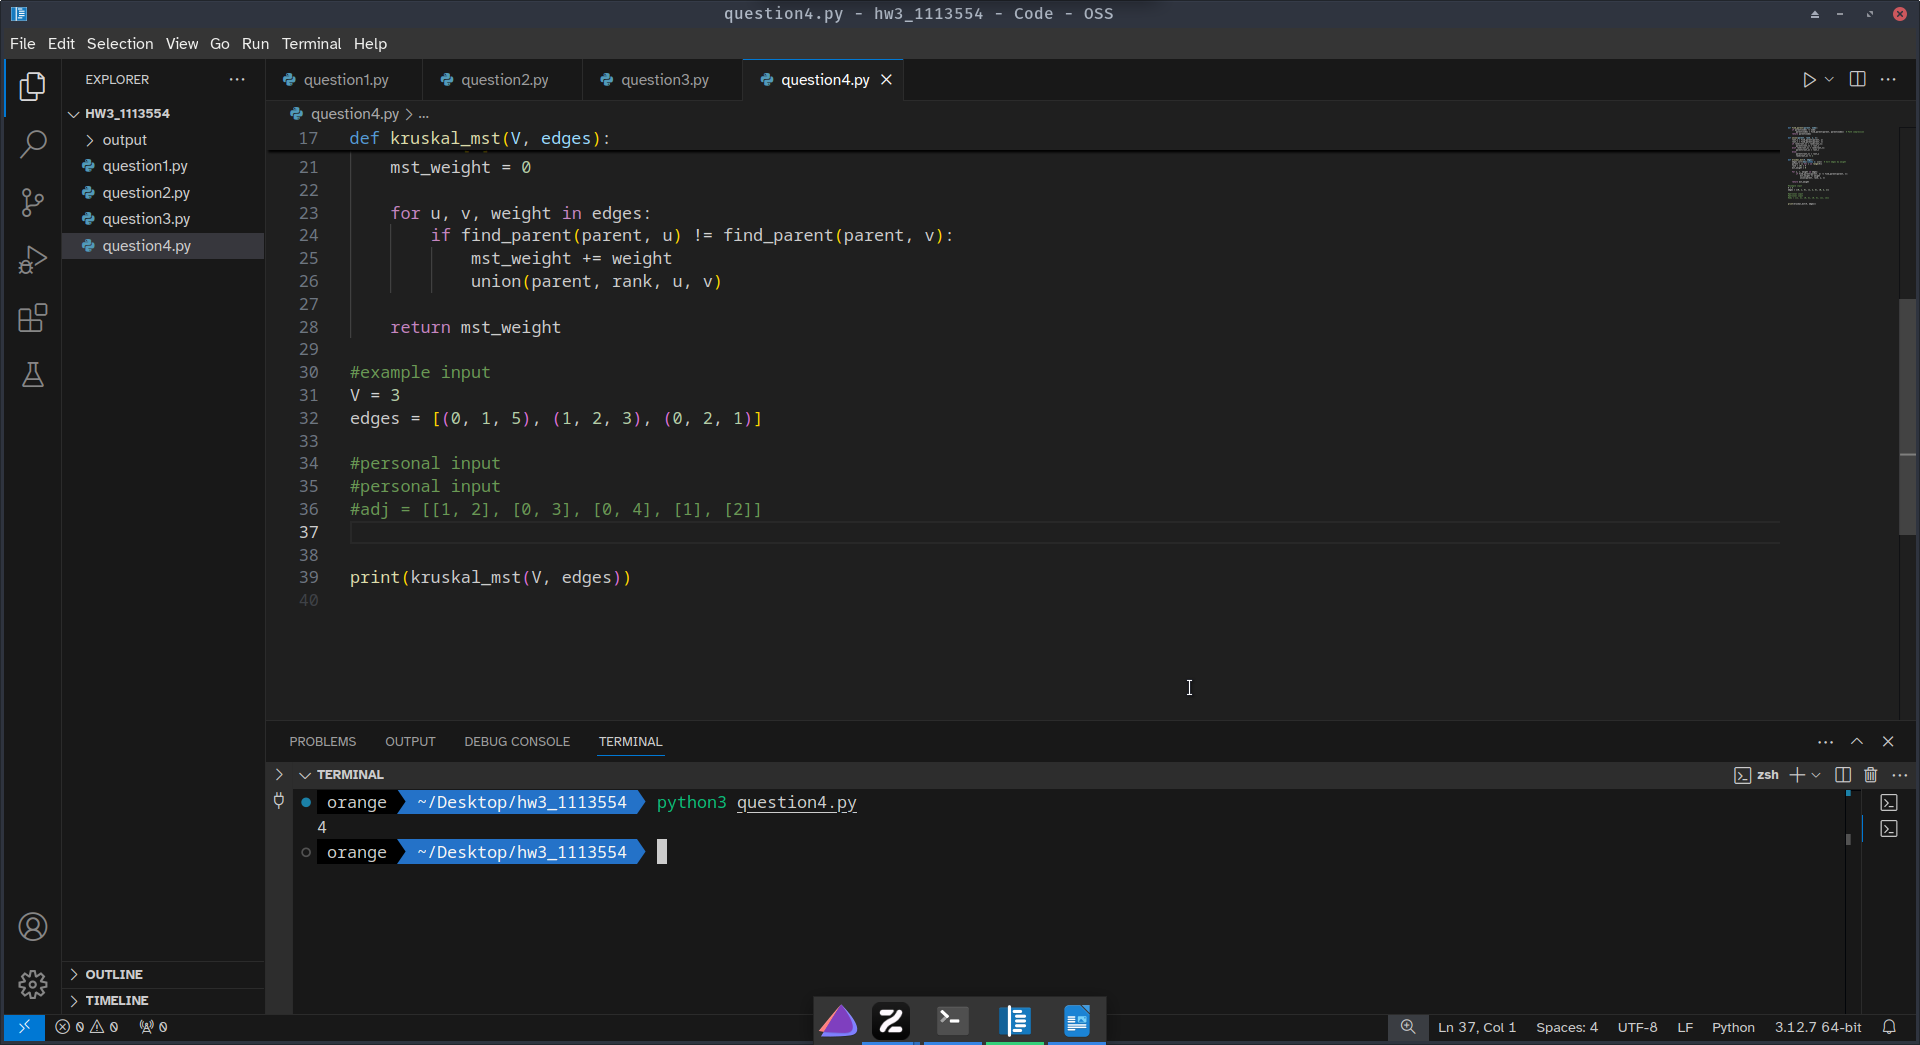 question4.py - hw3_1113554 - Code - OSS
File Edit Selection View Go Run Terminal Help
EXPLORER
HW3_1113554
output
question1.py
question2.py
question3.py
question4.py
OUTLINE
TIMELINE
question1.py question2.py question3.py question4.py
question4.py > ...
17 def kruskal_mst(V, edges):
21 mst_weight = 0
22
23 for u, v, weight in edges:
24 if find_parent(parent, u) != find_parent(parent, v):
25 mst_weight += weight
26 union(parent, rank, u, v)
27
28 return mst_weight
29
30 #example input
31 V = 3
32 edges = [(0, 1, 5), (1, 2, 3), (0, 2, 1)]
33
34 #personal input
35 #personal input
36 #adj = [[1, 2], [0, 3], [0, 4], [1], [2]]
37
38
39 print(kruskal_mst(V, edges))
40
PROBLEMS OUTPUT DEBUG CONSOLE TERMINAL
TERMINAL
zsh
orange ~/Desktop/hw3_1113554 python3 question4.py
4
orange ~/Desktop/hw3_1113554
0 0 0
Ln 37, Col 1 Spaces: 4 UTF-8 LF Python 3.12.7 64-bit